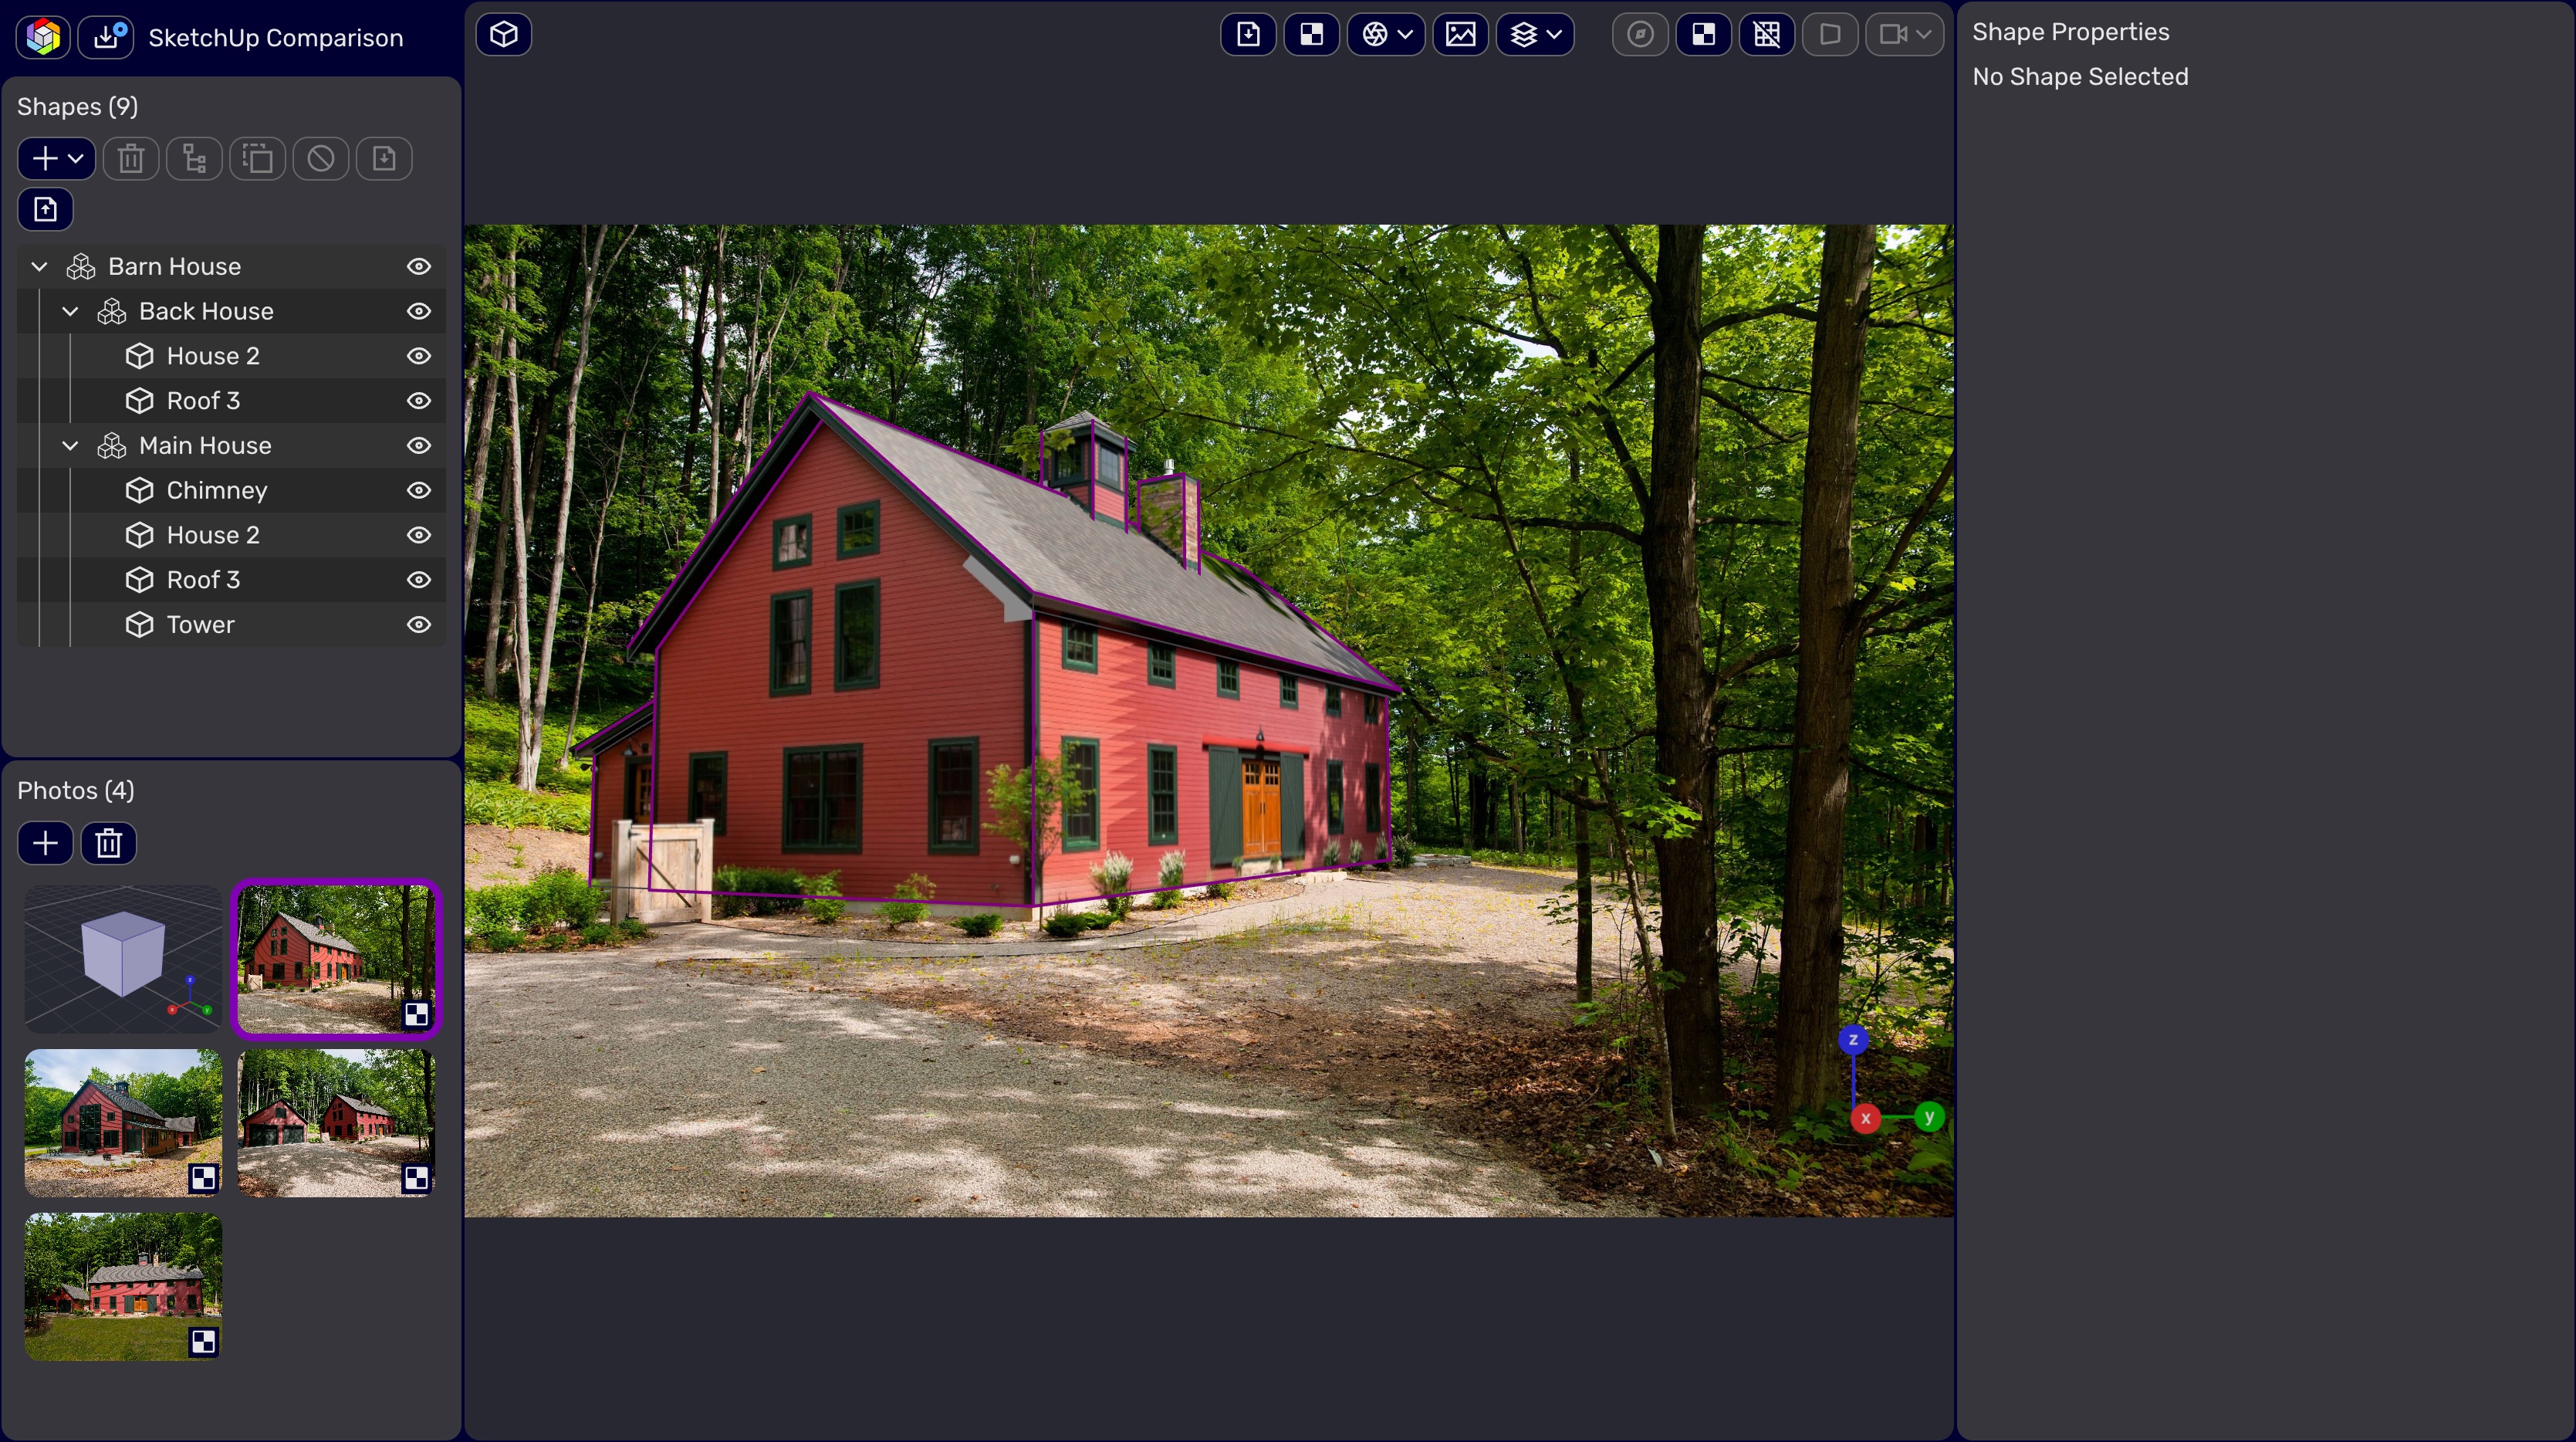 SketchUp Comparison
Shapes (9)
Barn House
Back House
House 2
Roof 3
Main House
Chimney
House 2
Roof 3
Tower
Photos (4)
Shape Properties
No Shape Selected
z
x
y
z
x
y